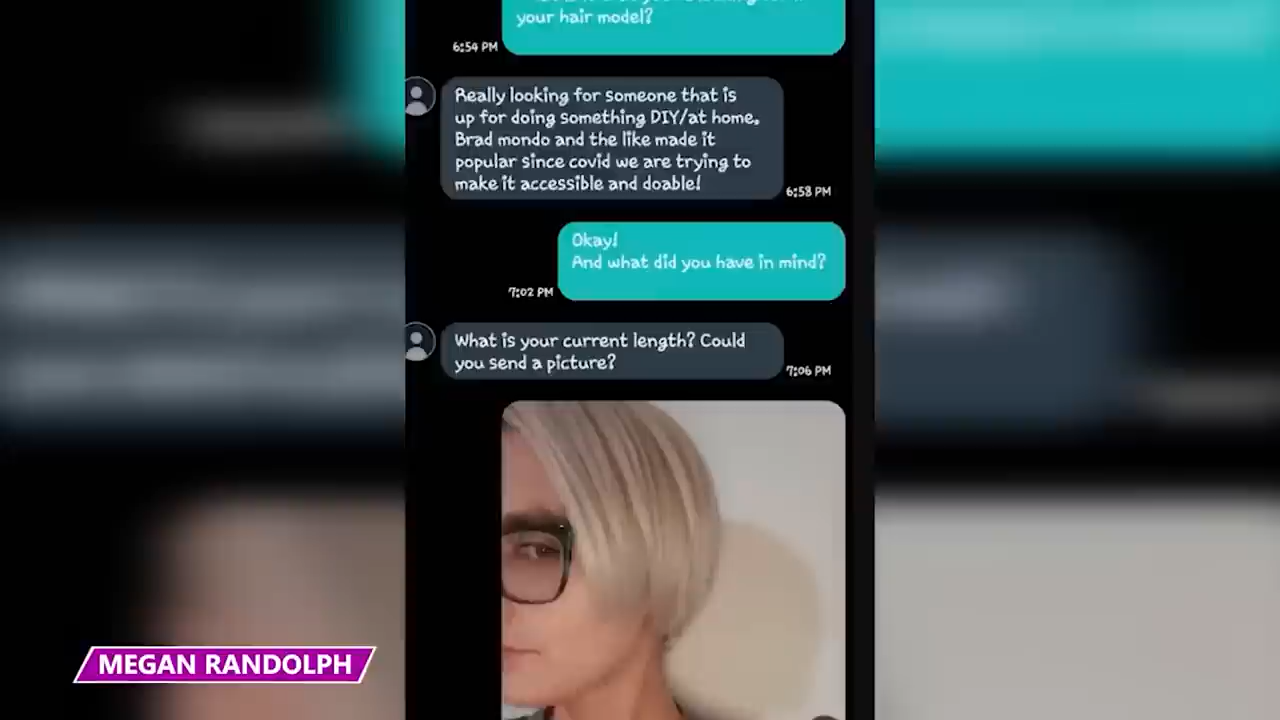 your hair model?
6:54 PM
Really looking for someone that is
up for doing something DIY/at home.
Brad mondo and the like made it
popular since covid we are trying to
make it accessible and doable!
6:58 PM
Okay!
And what did you have in mind?
7:02 PM
What is your current length? Could
you send a picture?
7:06 PM
MEGAN RANDOLPH